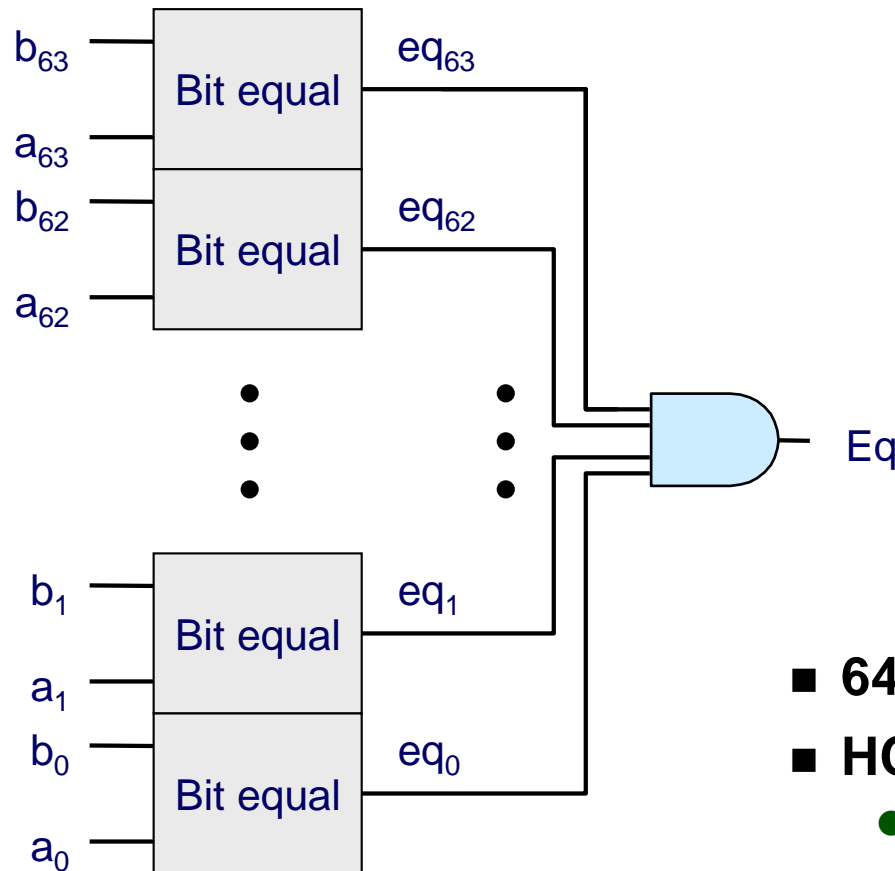 b63
Bit equal
eq63
a63
b62
Bit equal
eq62
a62
Eq
b1
Bit equal
eq1
a1
b0
Bit equal
eq0
a0
■ 64
■ HC
●